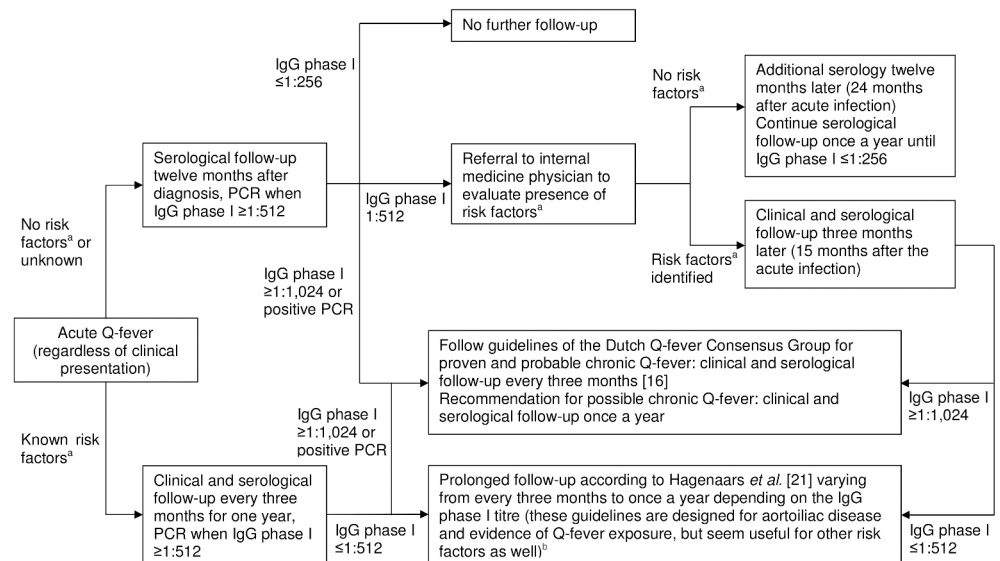 No further follow-up
IgG phase I
≤1:256
No risk
factorsᵃ
Additional serology twelve
months later (24 months
after acute infection)
Continue serological
follow-up once a year until
IgG phase I ≤1:256
Serological follow-up
twelve months after
diagnosis, PCR when
IgG phase I ≥1:512
IgG phase I
1:512
Referral to internal
medicine physician to
evaluate presence of
risk factorsᵃ
Clinical and serological
follow-up three months
later (15 months after the
acute infection)
No risk
factorsᵃ or
unknown
Risk factorsᵃ
identified
IgG phase I
≥1:1,024 or
positive PCR
Acute Q-fever
(regardless of clinical
presentation)
Follow guidelines of the Dutch Q-fever Consensus Group for
proven and probable chronic Q-fever: clinical and serological
follow-up every three months [16]
Recommendation for possible chronic Q-fever: clinical and
serological follow-up once a year
IgG phase I
≥1:1,024
IgG phase I
≥1:1,024 or
positive PCR
Known risk
factorsᵃ
Clinical and serological
follow-up every three
months for one year,
PCR when IgG phase I
≥1:512
IgG phase I
≤1:512
Prolonged follow-up according to Hagenaars et al. [21] varying
from every three months to once a year depending on the IgG
phase I titre (these guidelines are designed for aortoiliac disease
and evidence of Q-fever exposure, but seem useful for other risk
factors as well)ᵇ
IgG phase I
≤1:512